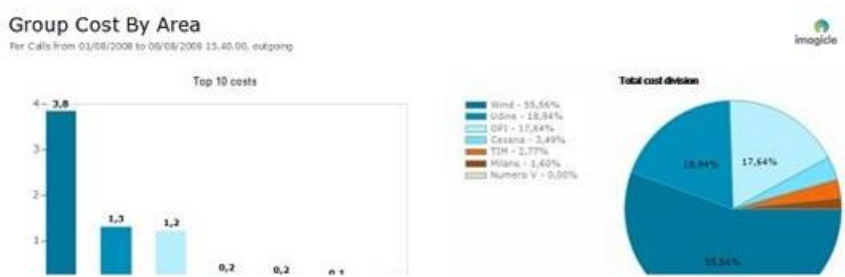 Group Cost By Area
Per Calls from 01/08/2008 to 06/08/2008 15.40.00, outgoing
imagicle
Top 10 costs
4
3,8
3
2
1,3
1,2
1
0,2
0,2
0,1
Wind - 55,56%
Udine - 18,94%
OPI - 17,64%
Cesena - 3,49%
TIM - 2,77%
Milano - 1,60%
Numero V - 0,00%
Total cost division
18,94%
17,64%
55,56%